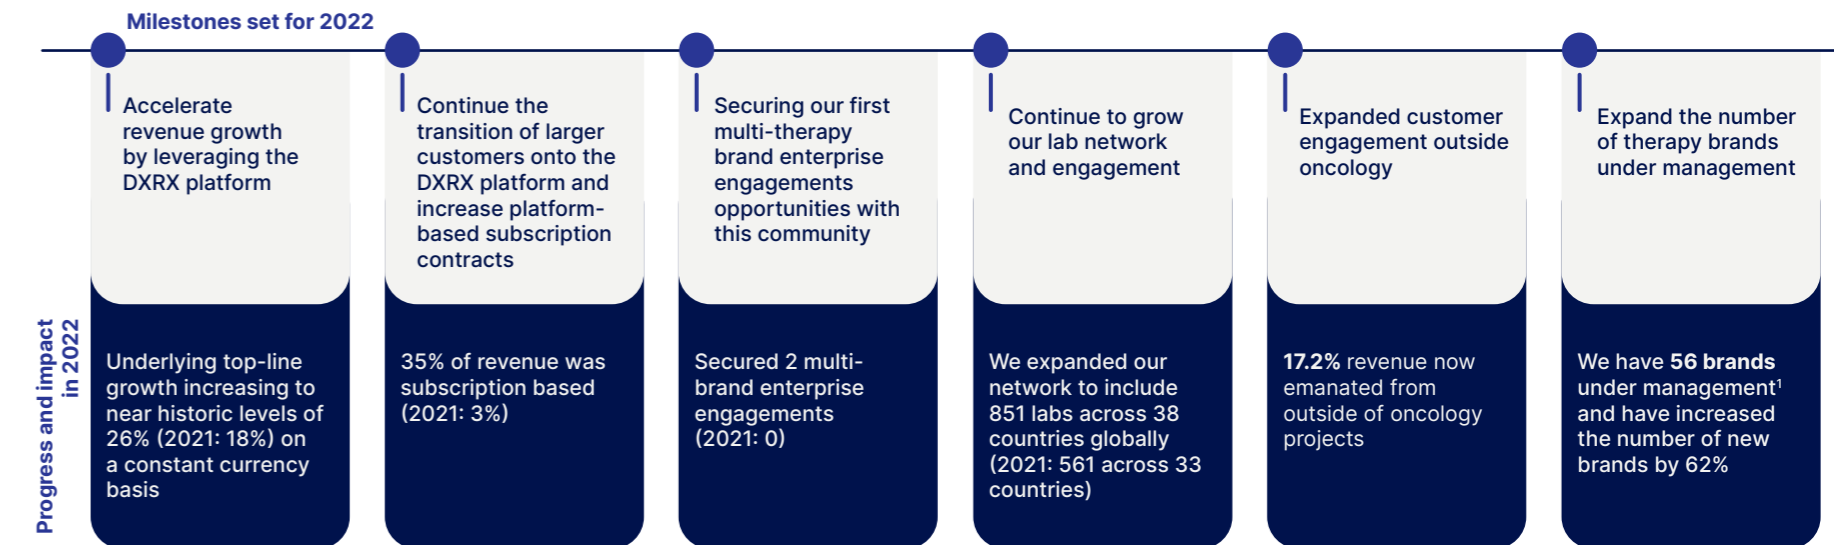 Milestones set for 2022
Accelerate
revenue growth
by leveraging the
DXRX platform
Continue the
transition of larger
customers onto the
DXRX platform and
increase platform-
based subscription
contracts
Securing our first
multi-therapy
brand enterprise
engagements
opportunities with
this community
Continue to grow
our lab network
and engagement
Expanded customer
engagement outside
oncology
Expand the number
of therapy brands
under management
Progress and impact
in 2022
Underlying top-line
growth increasing to
near historic levels of
26% (2021: 18%) on
a constant currency
basis
35% of revenue was
subscription based
(2021: 3%)
Secured 2 multi-
brand enterprise
engagements
(2021: 0)
We expanded our
network to include
851 labs across 38
countries globally
(2021: 561 across 33
countries)
17.2% revenue now
emanated from
outside of oncology
projects
We have 56 brands
under management¹
and have increased
the number of new
brands by 62%